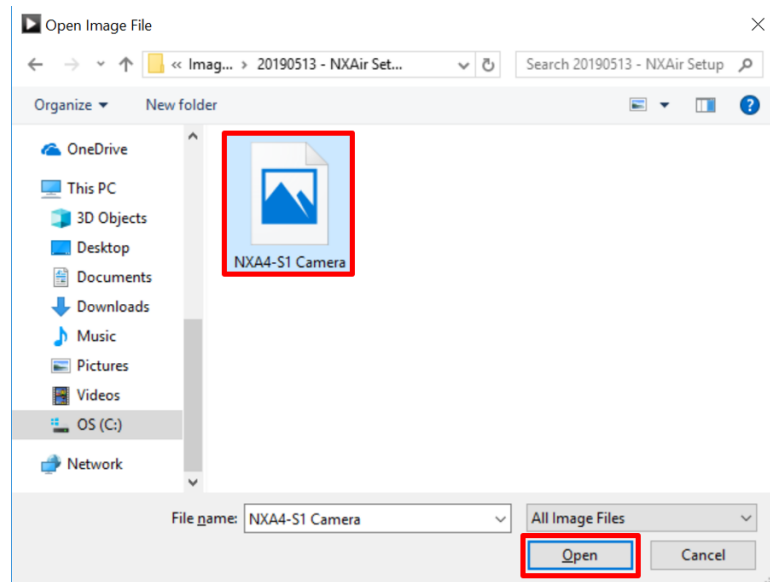 Open Image File
« Imag... › 20190513 - NXAir Set...
Search 20190513 - NXAir Setup
Organize
New folder
?
OneDrive
This PC
3D Objects
Desktop
Documents
Downloads
Music
Pictures
Videos
OS (C:)
Network
NXA4-S1 Camera
File name: NXA4-S1 Camera
All Image Files
Open
Cancel